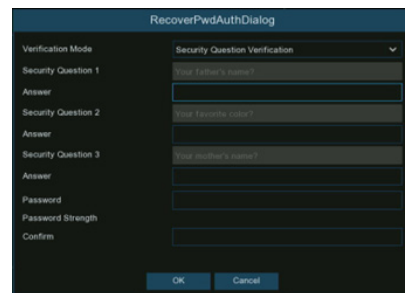 RecoverPwdAuthDialog
Verification Mode Security Question Verification
Security Question 1 Your father's name?
Answer
Security Question 2 Your favorite color?
Answer
Security Question 3 Your mother's name?
Answer
Password
Password Strength
Confirm
OK Cancel